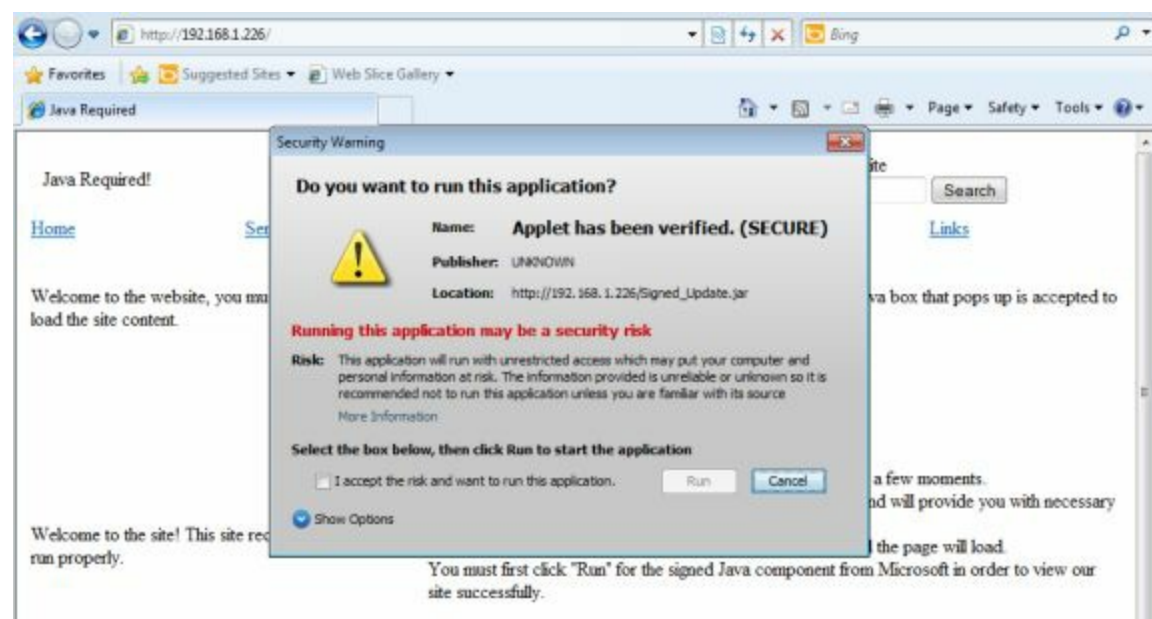 http://192.168.1.226/
Bing
Favorites
Suggested Sites
Web Slice Gallery
Java Required
Page
Safety
Tools
Security Warning
Do you want to run this application?
Java Required!
Search
Name: Applet has been verified. (SECURE)
Home
Links
Publisher: UNKNOWN
Location: http://192.168.1.226/Signed_Update.jar
Welcome to the website, you
box that pops up is accepted to
load the site content.
Running this application may be a security risk
Risk: This application will run with unrestricted access which may put your computer and
personal information at risk. The information provided is unreliable or unknown so it is
recommended not to run this application unless you are familiar with its source
More Information
Select the box below, then click Run to start the application
I accept the risk and want to run this application.
Run
Cancel
a few moments.
will provide you with necessary
Show Options
Welcome to the site! This site
run properly.
the page will load.
You must first click "Run" for the signed Java component from Microsoft in order to view our
site successfully.